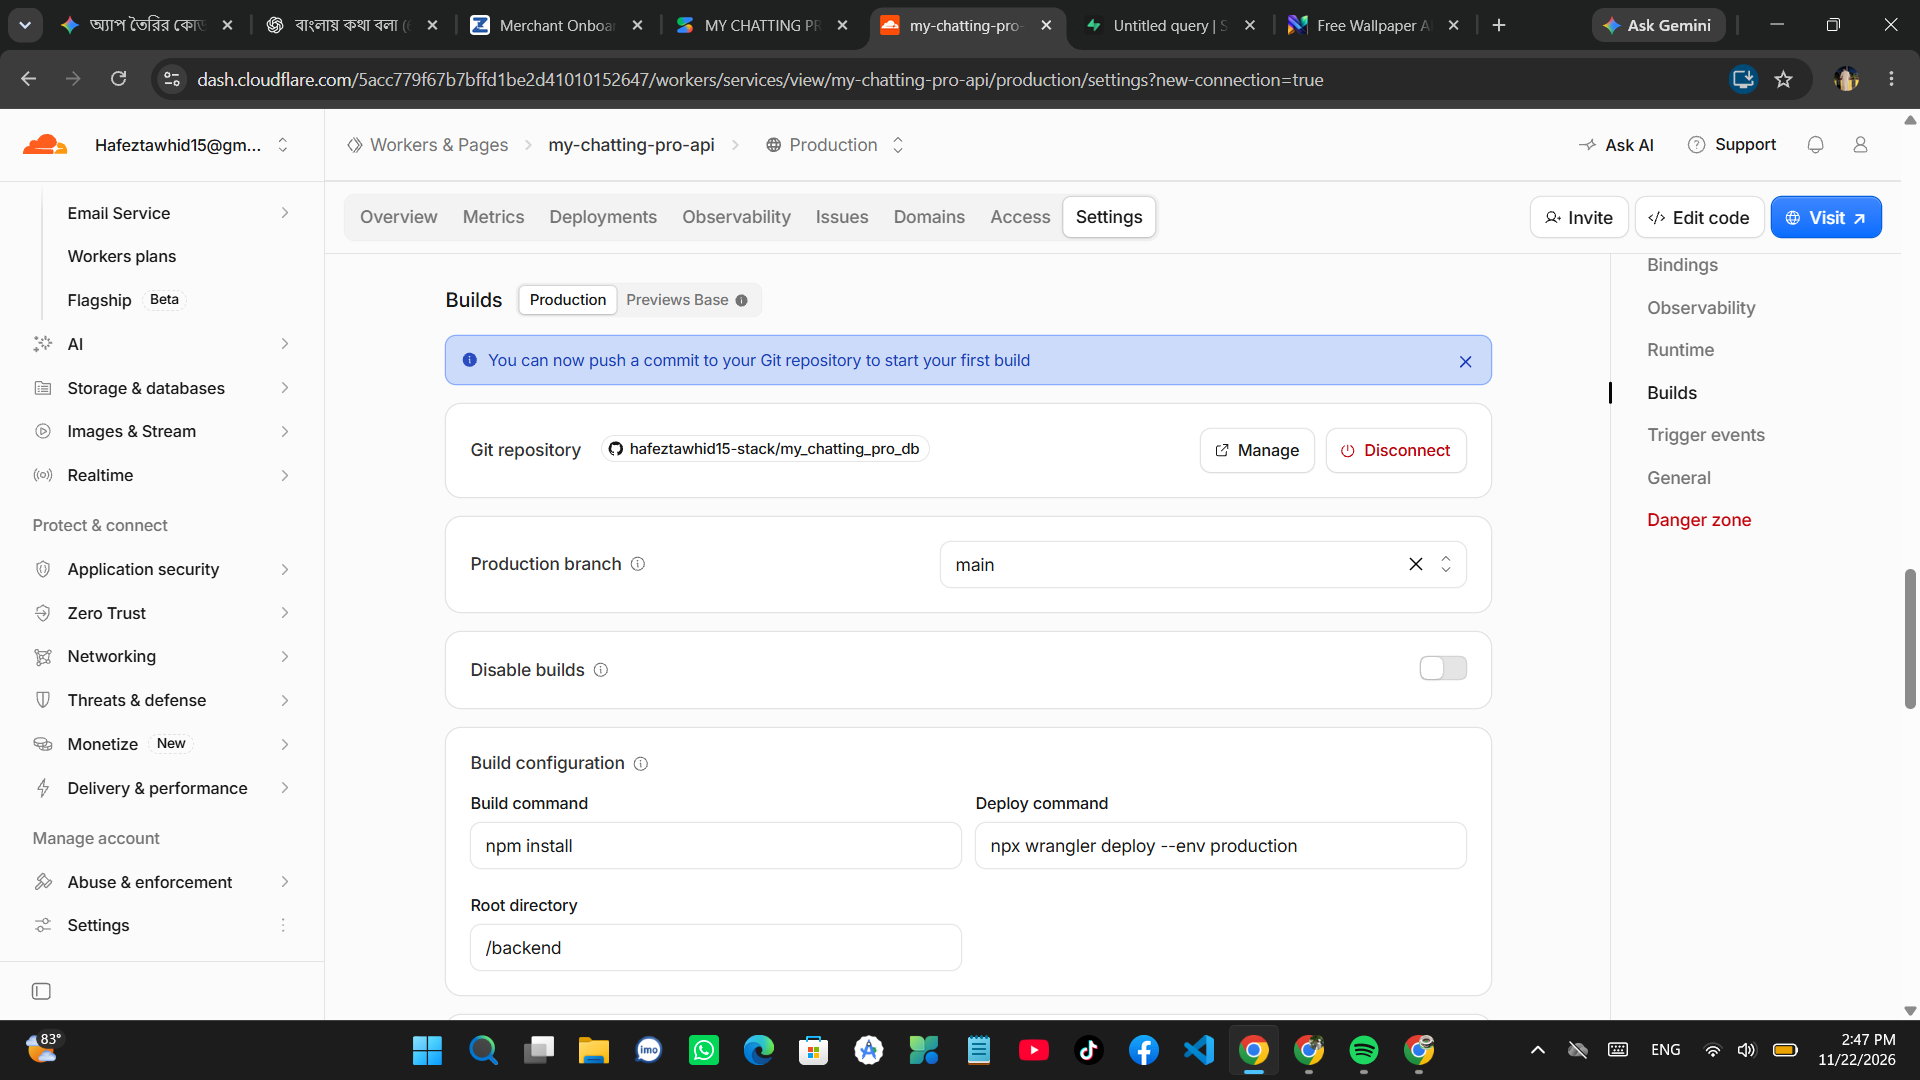 অ্যাপ তৈরির কোড
বাংলায় কথা বলা (
Merchant Onboar
MY CHATTING PR
my-chatting-pro-
Untitled query | S
Free Wallpaper A
Ask Gemini
dash.cloudflare.com/5acc779f67b7bffd1be2d41010152647/workers/services/view/my-chatting-pro-api/production/settings?new-connection=true
Hafeztawhid15@gm...
Workers & Pages
my-chatting-pro-api
Production
Ask AI
Support
Overview
Metrics
Deployments
Observability
Issues
Domains
Access
Settings
Invite
Edit code
Visit
Email Service
Workers plans
Flagship Beta
AI
Storage & databases
Images & Stream
Realtime
Protect & connect
Application security
Zero Trust
Networking
Threats & defense
Monetize New
Delivery & performance
Manage account
Abuse & enforcement
Settings
Builds
Production
Previews Base
You can now push a commit to your Git repository to start your first build
Git repository
hafeztawhid15-stack/my_chatting_pro_db
Manage
Disconnect
Production branch
main
Disable builds
Build configuration
Build command
Deploy command
npm install
npx wrangler deploy --env production
Root directory
/backend
Bindings
Observability
Runtime
Builds
Trigger events
General
Danger zone
83°
imo
ENG
2:47 PM
11/22/2026